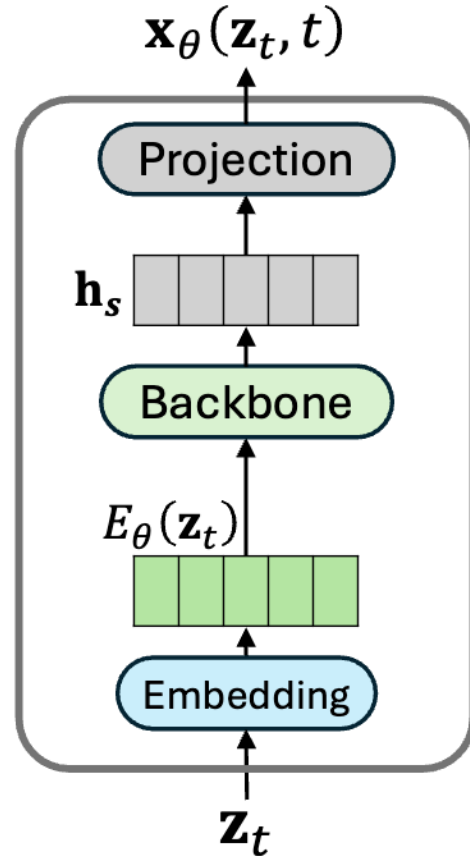 𝐱_θ(𝐳_t, t)
Projection
𝐡_s
Backbone
E_θ(𝐳_t)
Embedding
𝐳_t